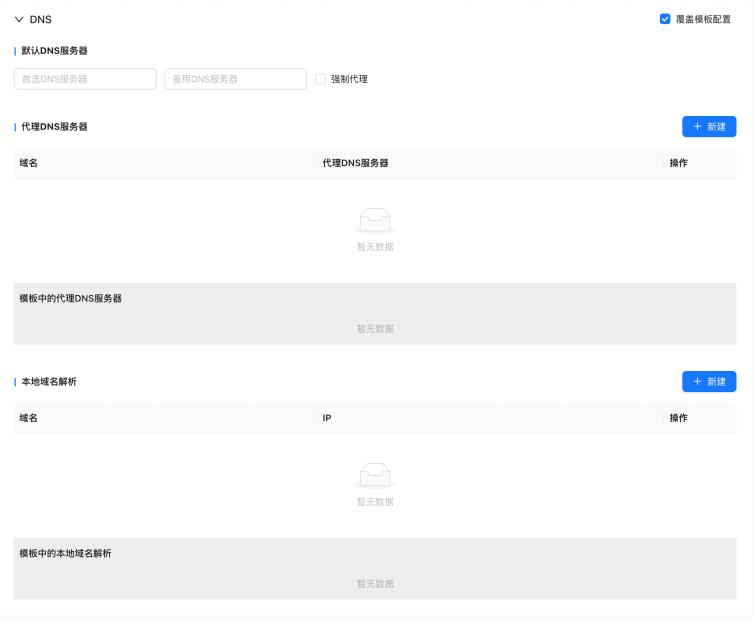 DNS 覆盖模板配置
默认DNS服务器
首选DNS服务器 备用DNS服务器 强制代理
代理DNS服务器 + 新建
域名 代理DNS服务器 操作
暂无数据
模板中的代理DNS服务器
暂无数据
本地域名解析 + 新建
域名 IP 操作
暂无数据
模板中的本地域名解析
暂无数据